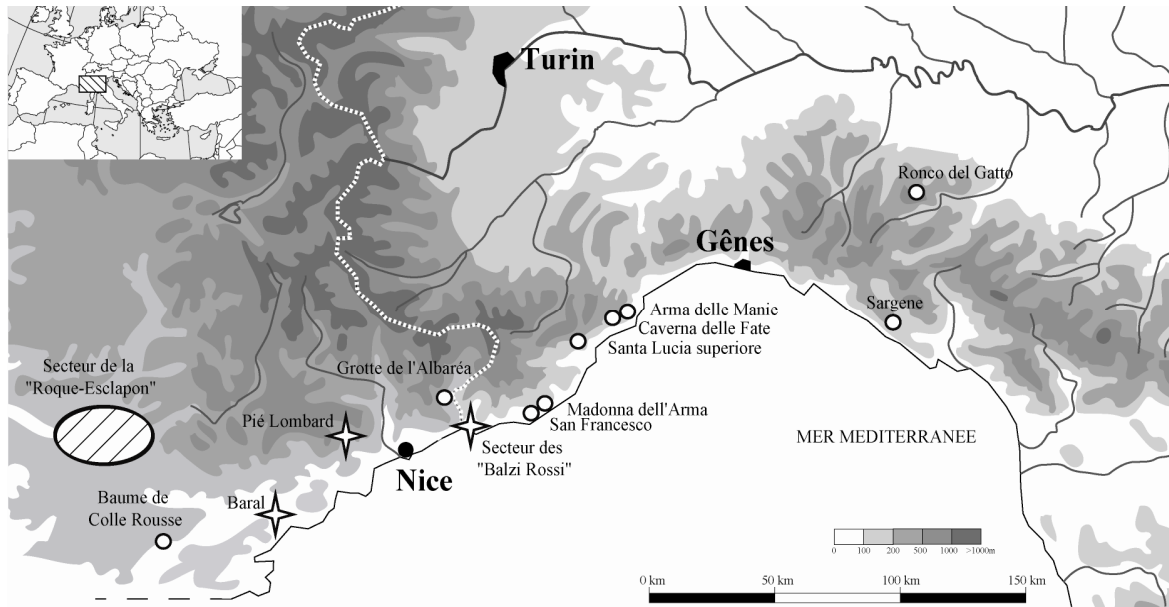 Turin
Ronco del Gatto
Gênes
Sargene
Arma delle Manie
Caverna delle Fate
Santa Lucia superiore
Grotte de l'Albaréa
Secteur de la
"Roque-Esclapon"
Pié Lombard
Madonna dell'Arma
San Francesco
MER MEDITERRANEE
Secteur des
"Balzi Rossi"
Nice
Baume de
Colle Rousse
Baral
0 100 200 500 1000 >1000m
0 km 50 km 100 km 150 km